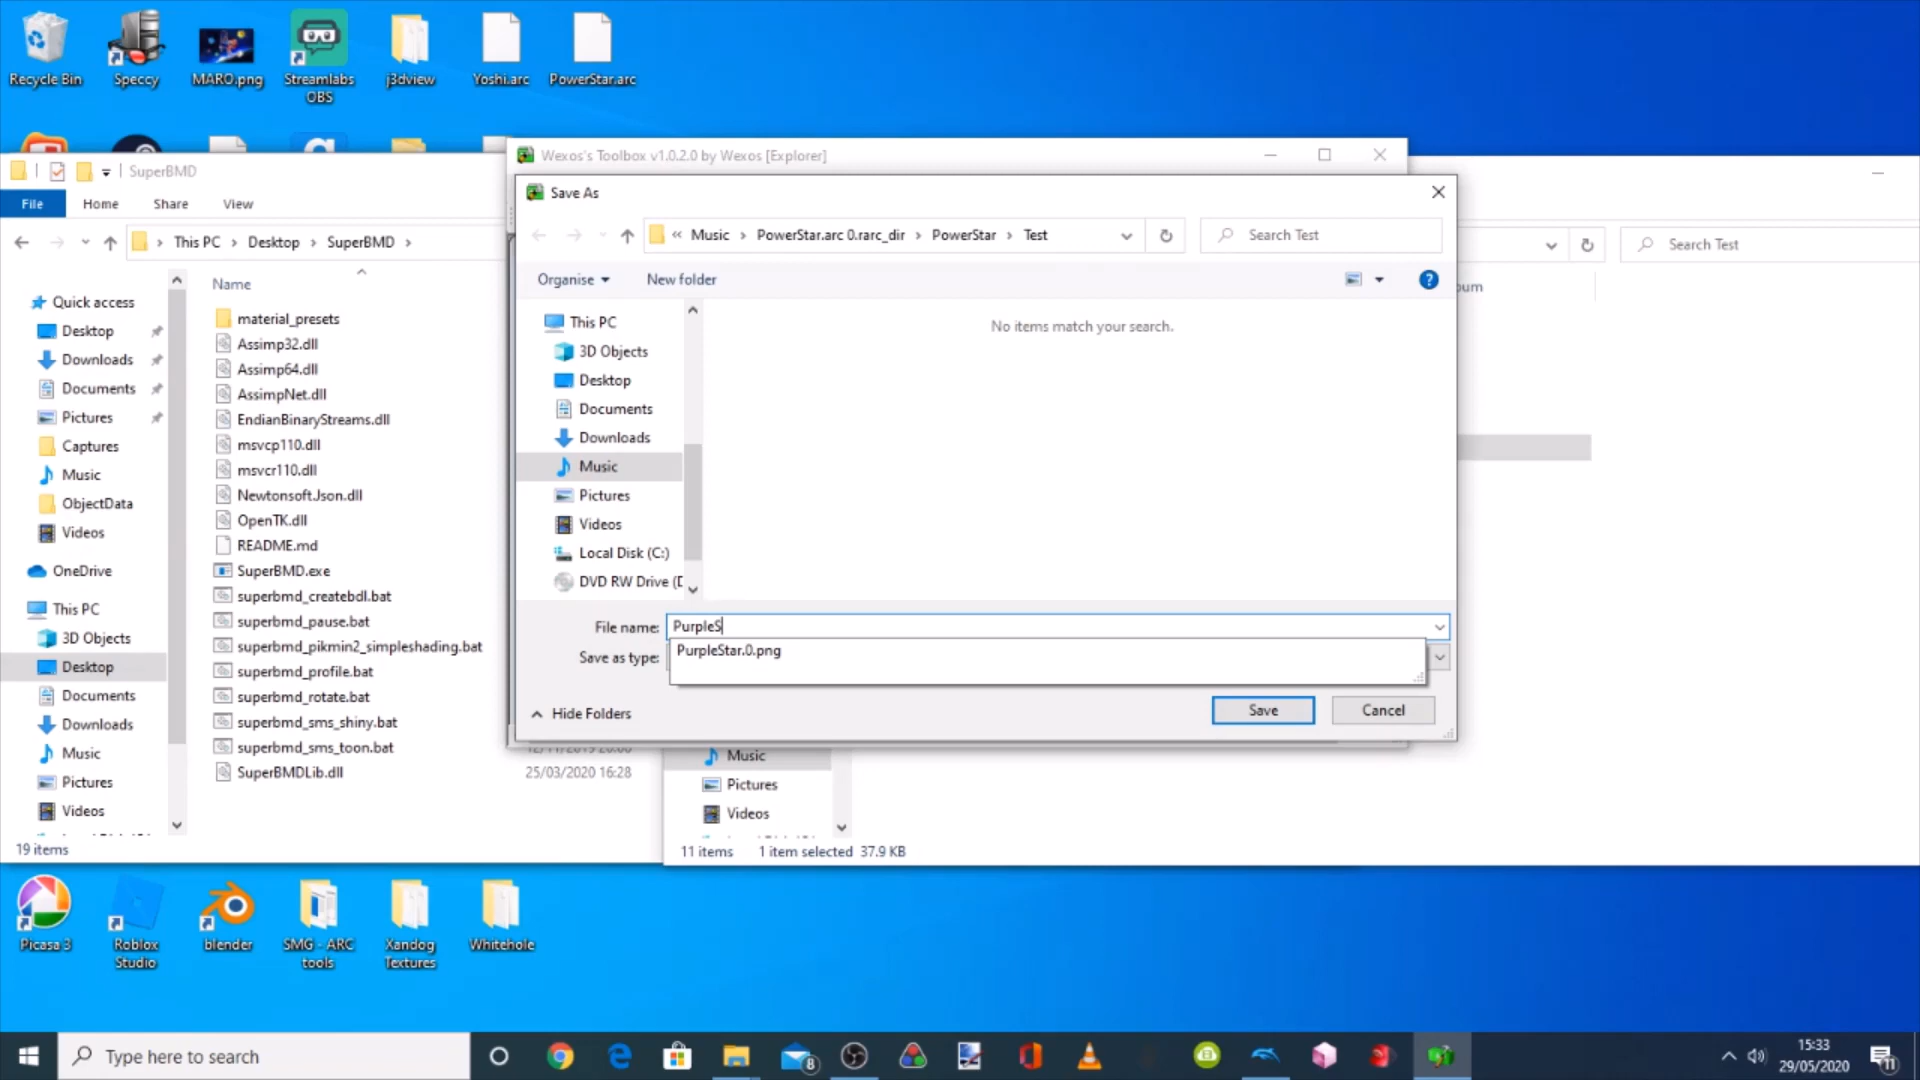 Recycle Bin
Speccy
MARO.png
Streamlabs OBS
j3dview
Yoshi.arc
PowerStar.arc
SuperBMD
File Home Share View
This PC Desktop SuperBMD
Name
Quick access
Desktop
Downloads
Documents
Pictures
Captures
Music
ObjectData
Videos
OneDrive
This PC
3D Objects
Desktop
Documents
Downloads
Music
Pictures
Videos
material_presets
Assimp32.dll
Assimp64.dll
AssimpNet.dll
EndianBinaryStreams.dll
msvcp110.dll
msvcr110.dll
Newtonsoft.Json.dll
OpenTK.dll
README.md
SuperBMD.exe
superbmd_createbdl.bat
superbmd_pause.bat
superbmd_pikmin2_simpleshading.bat
superbmd_profile.bat
superbmd_rotate.bat
superbmd_sms_shiny.bat
superbmd_sms_toon.bat
SuperBMDLib.dll
25/03/2020 16:28
19 items
Wexos's Toolbox v1.0.2.0 by Wexos [Explorer]
Save As
« Music PowerStar.arc 0.rarc_dir PowerStar Test
Search Test
Organise New folder
?
This PC
3D Objects
Desktop
Documents
Downloads
Music
Pictures
Videos
Local Disk (C:)
DVD RW Drive (D
No items match your search.
File name: PurpleS
PurpleStar.0.png
Save as type:
Hide Folders
Save Cancel
Search Test
Music
Pictures
Videos
11 items 1 item selected 37.9 KB
Picasa 3
Roblox Studio
blender
SMG - ARC tools
Xandog Textures
Whitehole
Type here to search
8
15:33
29/05/2020
11